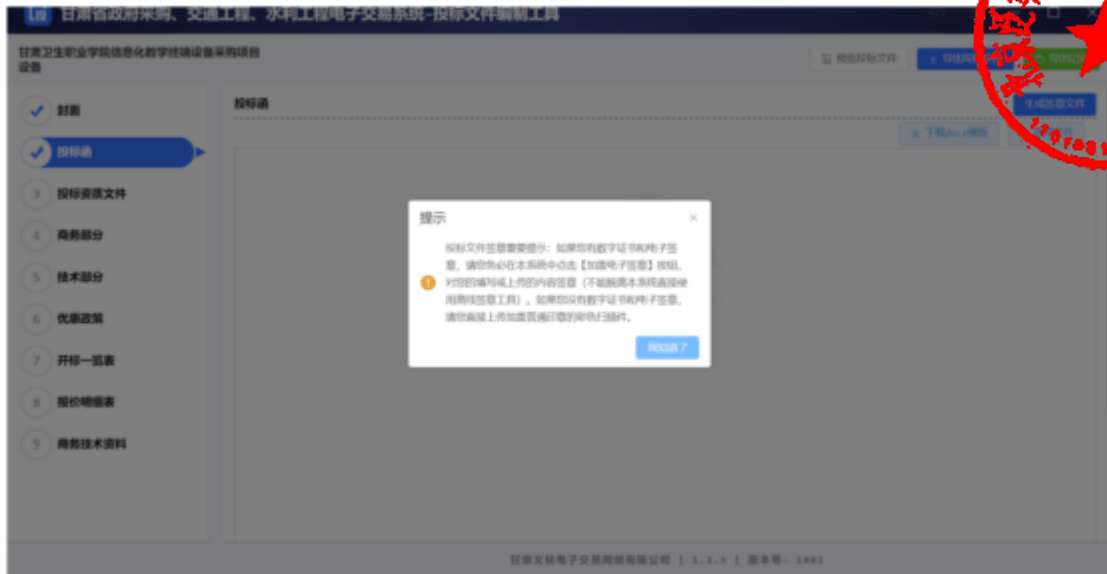 甘肃省政府采购、交通工程、水利工程电子交易系统-投标文件编制工具
甘肃卫生职业学院信息化教学终端设备采购项目
设备
预览投标文件
封面
投标函
3 投标资质文件
4 商务部分
5 技术部分
6 优惠政策
7 开标一览表
8 报价明细表
9 商务技术资料
投标函
生成签章文件
下载docx模版
提示
投标文件签章重要提示：如果您有数字证书和电子签
章，请您务必在本系统中点击【加盖电子签章】按钮，
对您的填写或上传的内容签章（不能脱离本系统直接使
用离线签章工具）。如果您没有数字证书和电子签章，
请您直接上传加盖普通印章的彩色扫描件。
我知道了
甘肃文锐电子交易网络有限公司 | 1.2.3 | 版本号: 1002